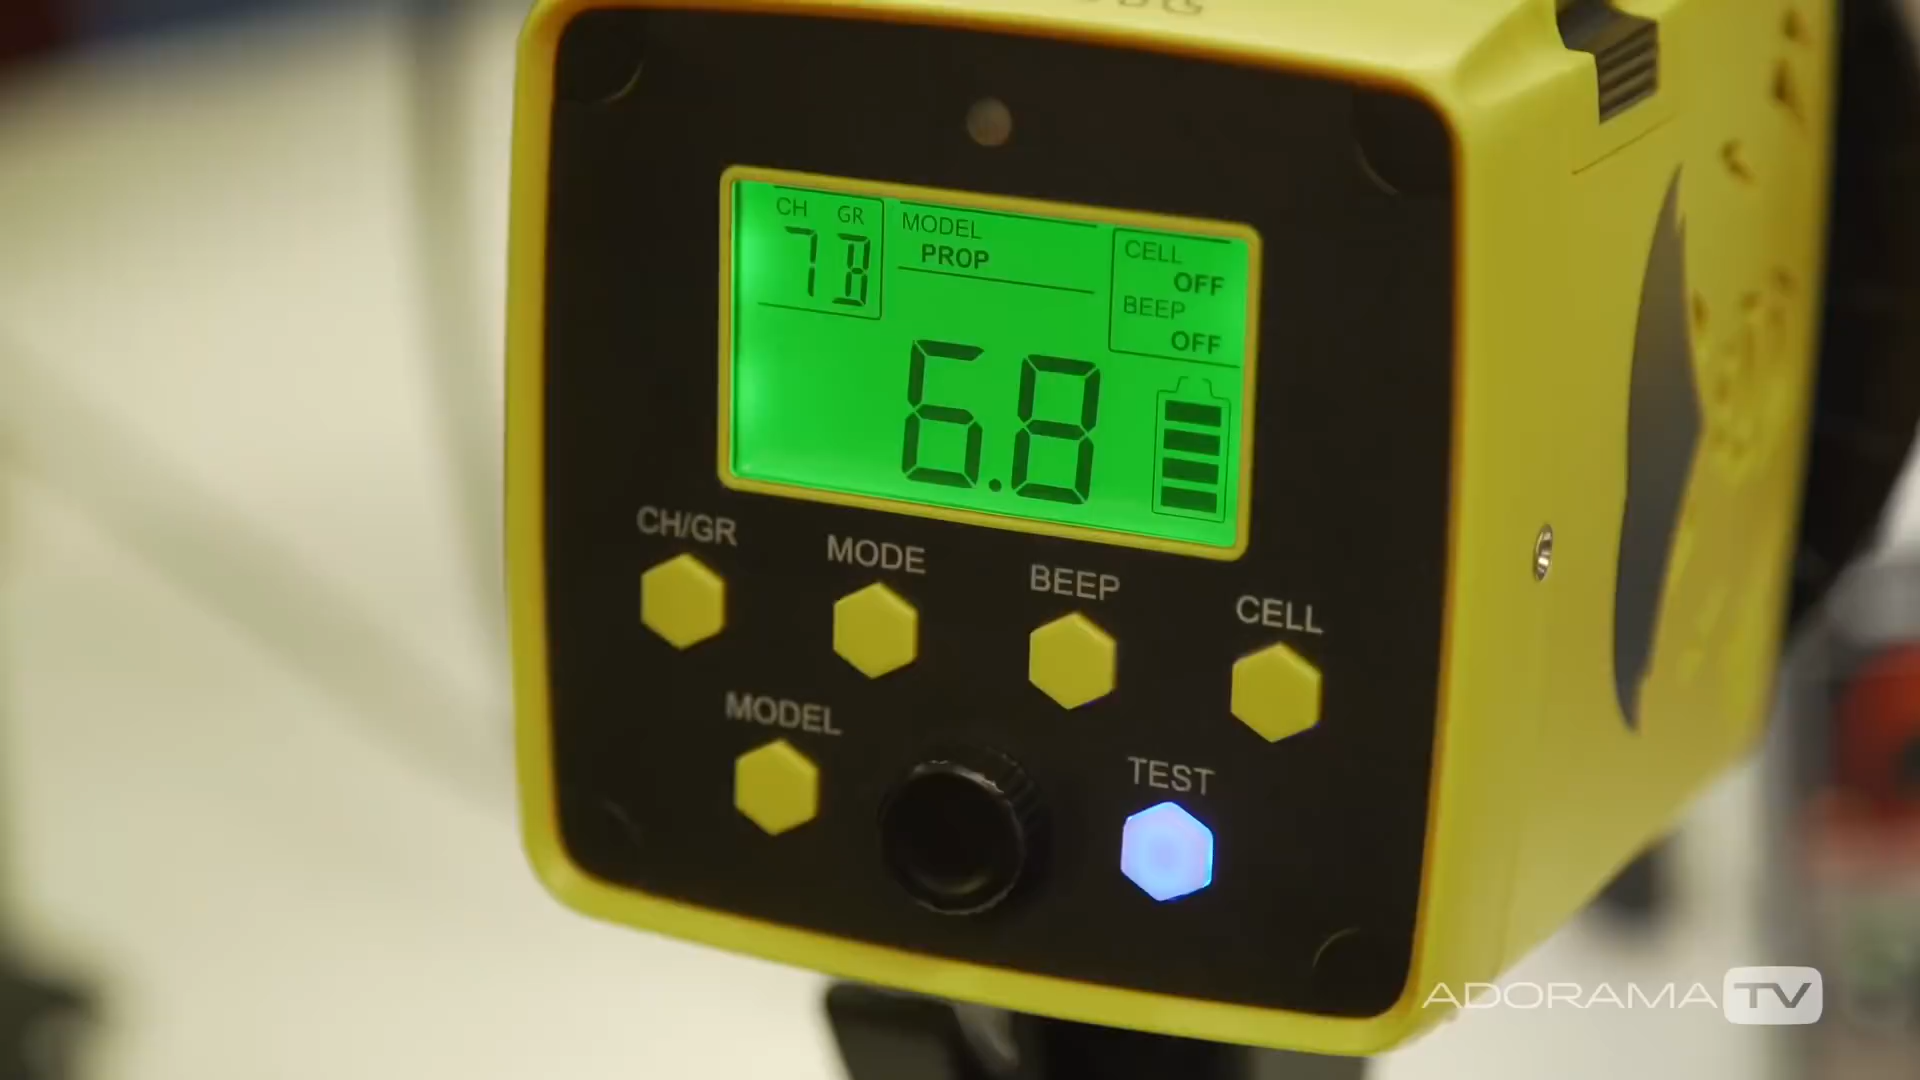 CH GR
7 B
MODEL
PROP
CELL
OFF
BEEP
OFF
6.8
CH/GR
MODE
BEEP
CELL
MODEL
TEST
ADORAMA TV